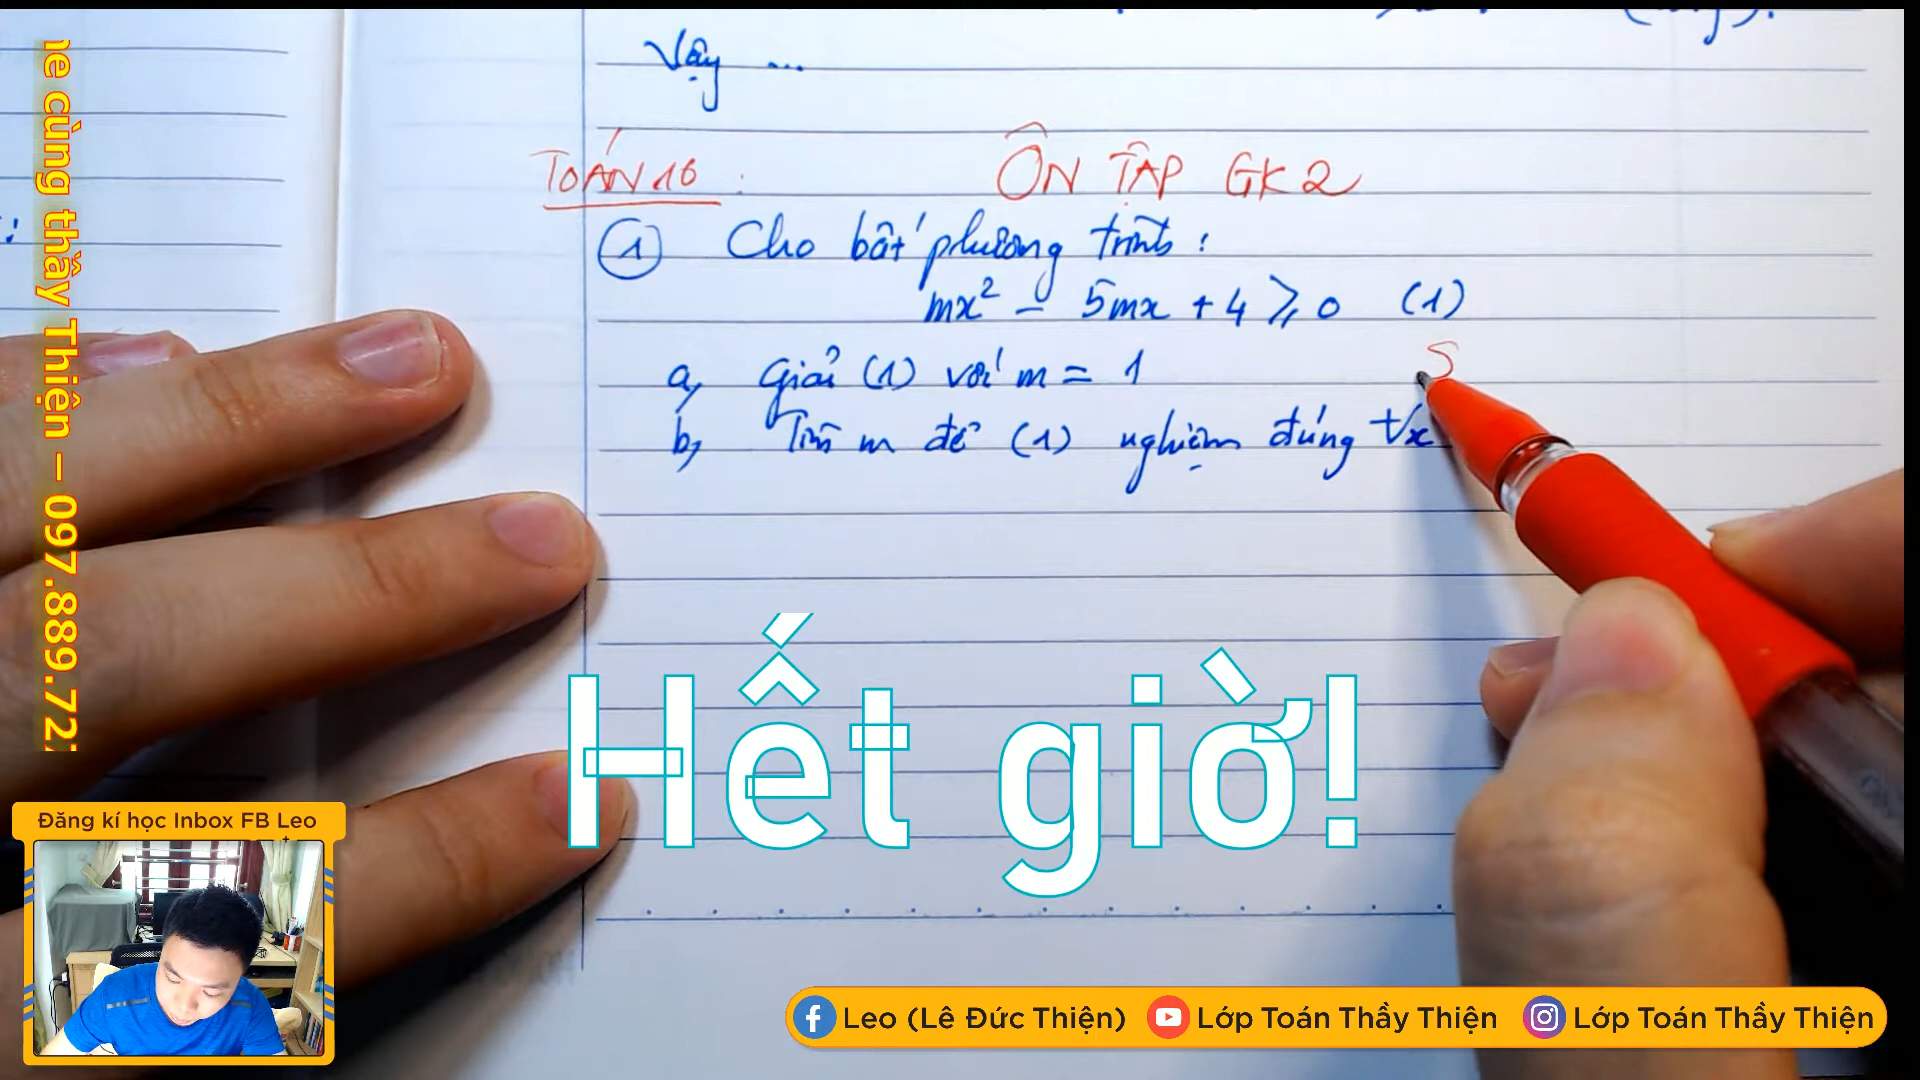 Vậy ...
TOÁN 10 :
ÔN TẬP GK2
① Cho bất phương trình :
mx² - 5mx + 4 ⩾ 0 (1)
a, Giải (1) với m = 1
S
b, Tìm m để (1) nghiệm đúng ∀x
Hết giờ!
cùng thầy Thiện – 097.889.72
Đăng kí học Inbox FB Leo
Leo (Lê Đức Thiện)
Lớp Toán Thầy Thiện
Lớp Toán Thầy Thiện